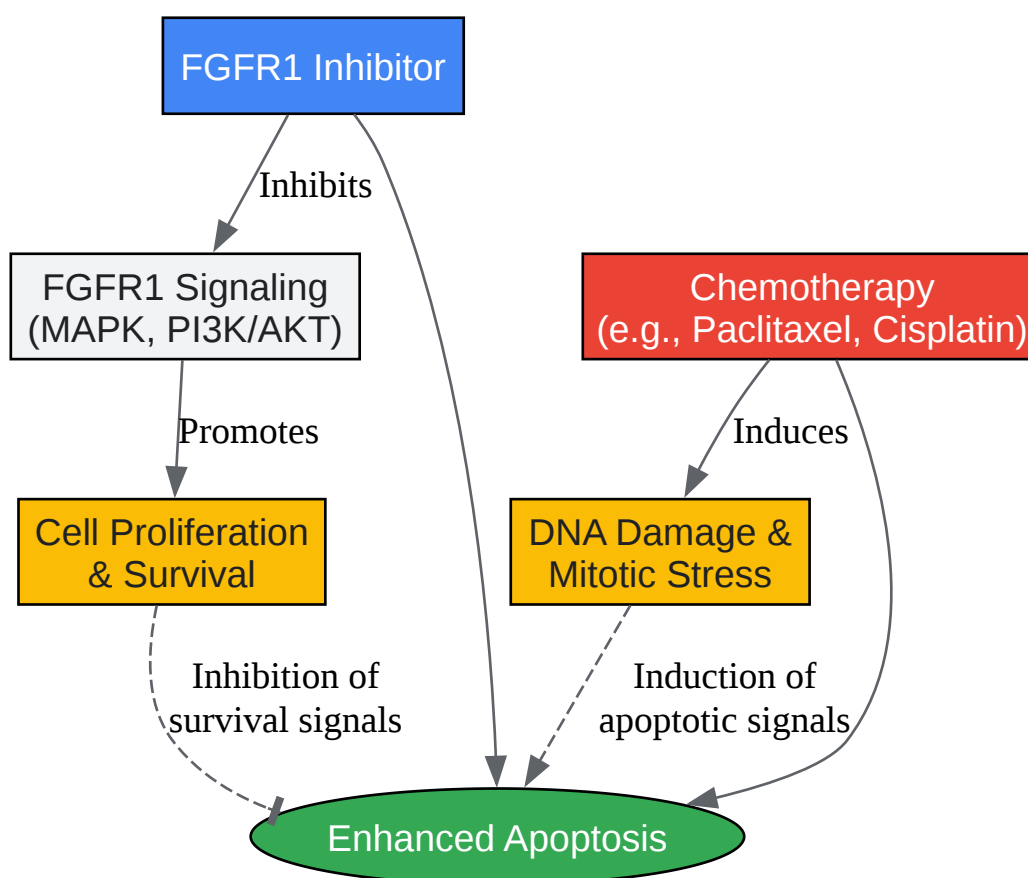 FGFR1 Inhibitor
Inhibits
FGFR1 Signaling
(MAPK, PI3K/AKT)
Chemotherapy
(e.g., Paclitaxel, Cisplatin)
Promotes
Induces
Cell Proliferation
& Survival
DNA Damage &
Mitotic Stress
Inhibition of
survival signals
Induction of
apoptotic signals
Enhanced Apoptosis